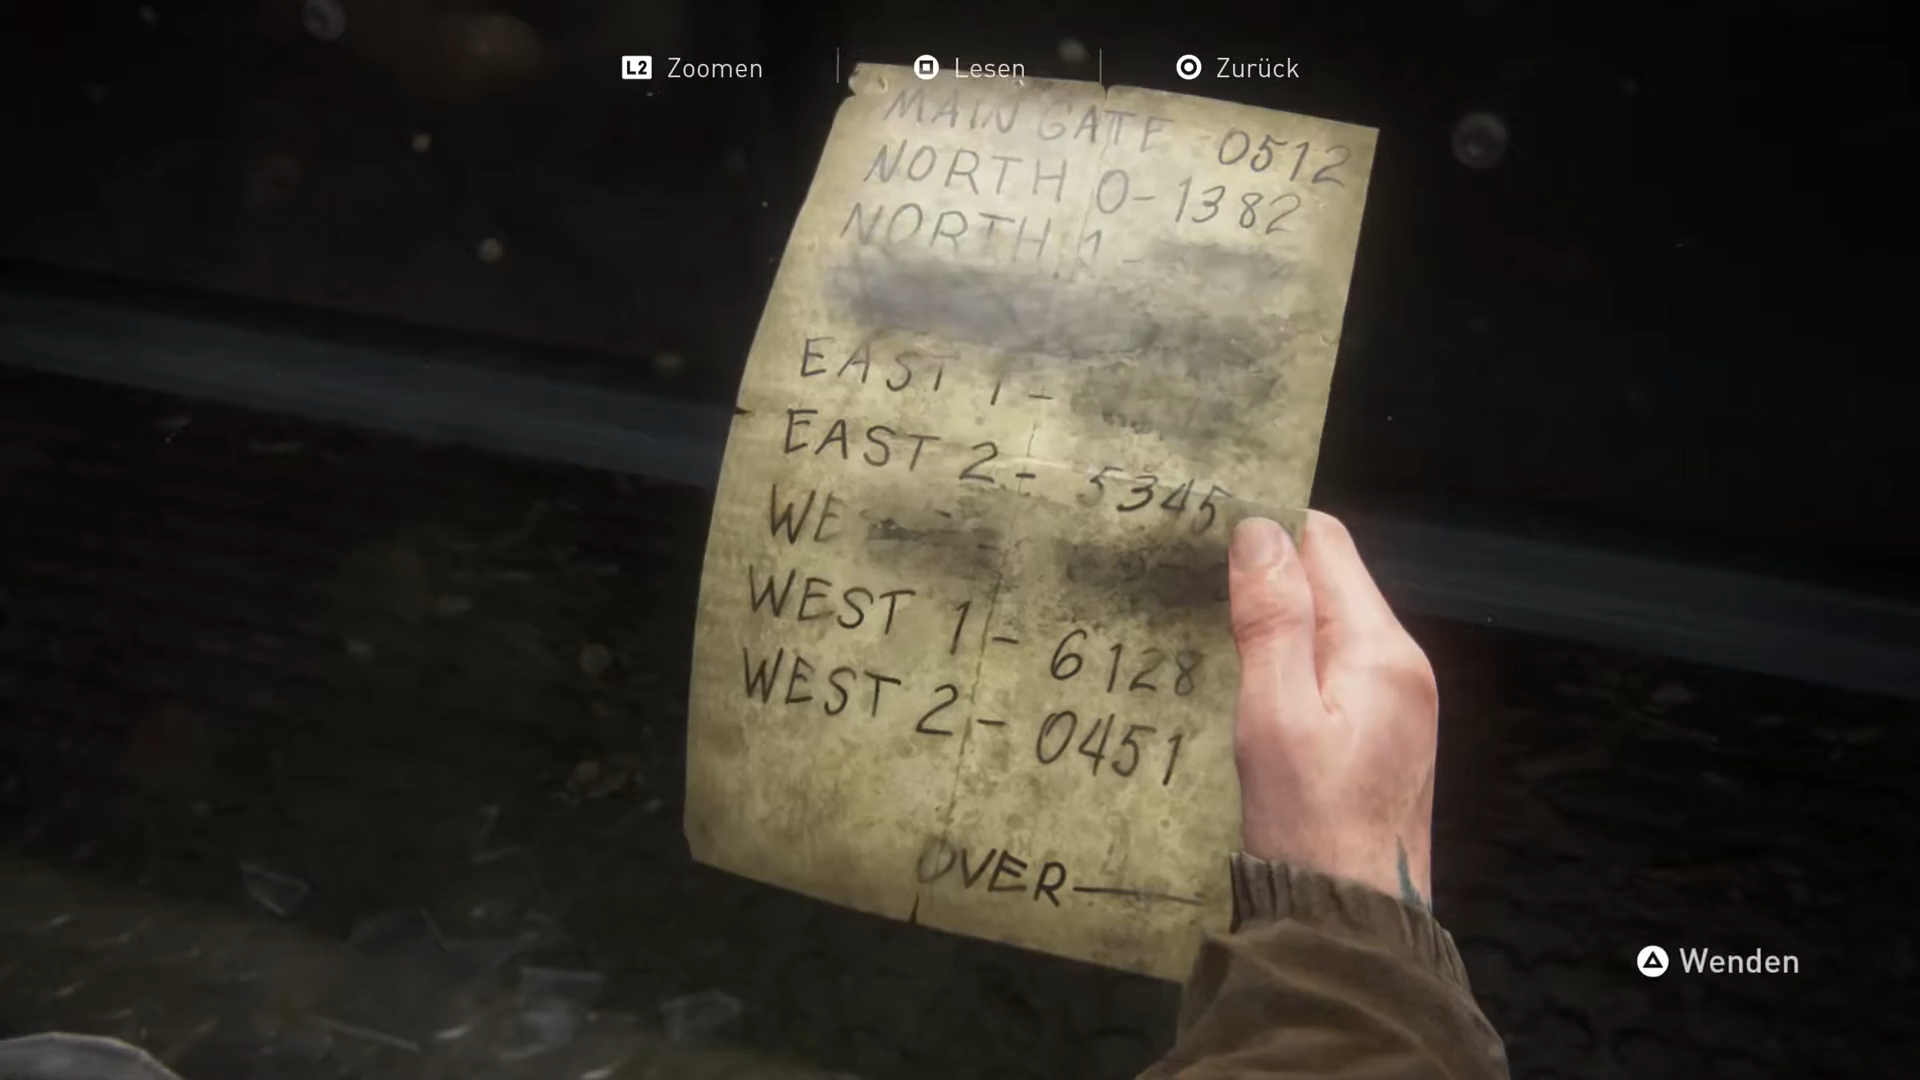 L2 Zoomen Lesen Zurück
MAIN GATE - 0512
NORTH 0- 1382
NORTH 1 -
EAST 1 -
EAST 2 - 5345
WE
WEST 1 - 6128
WEST 2 - 0451
OVER
Wenden